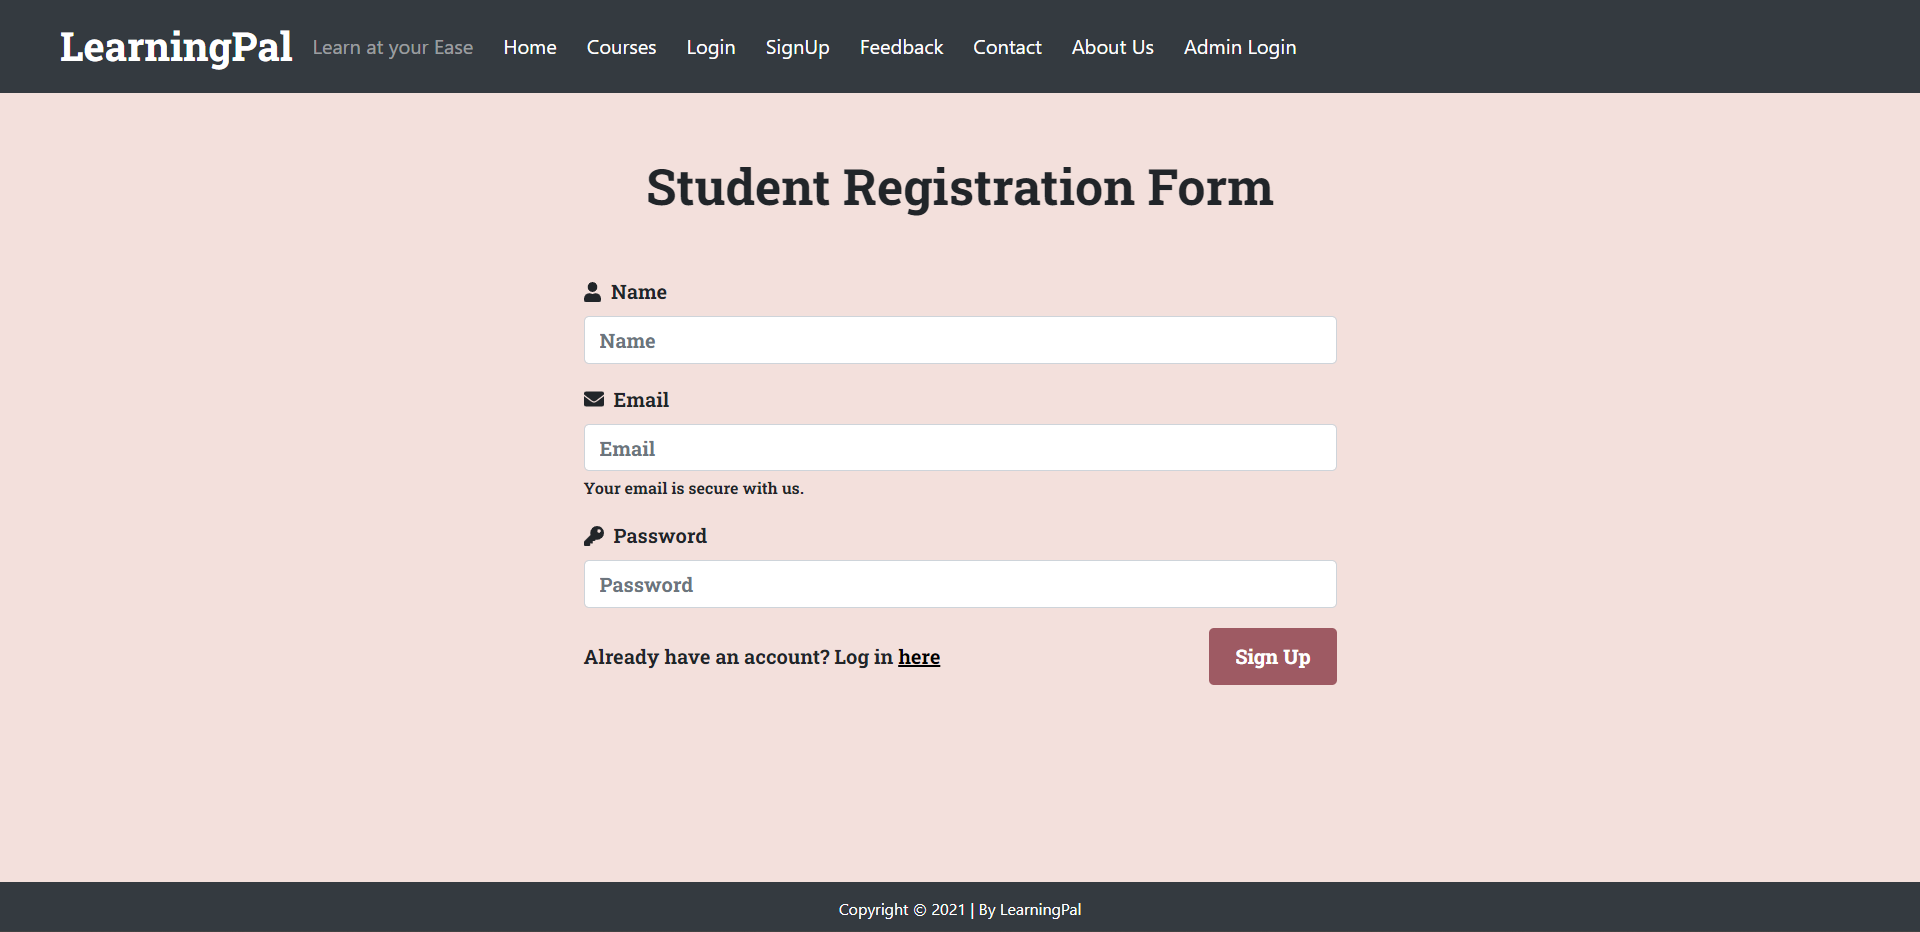 LearningPal Learn at your Ease Home Courses Login SignUp Feedback Contact About Us Admin Login
Student Registration Form
Name
Name
Email
Email
Your email is secure with us.
Password
Password
Already have an account? Log in here Sign Up
Copyright © 2021 | By LearningPal